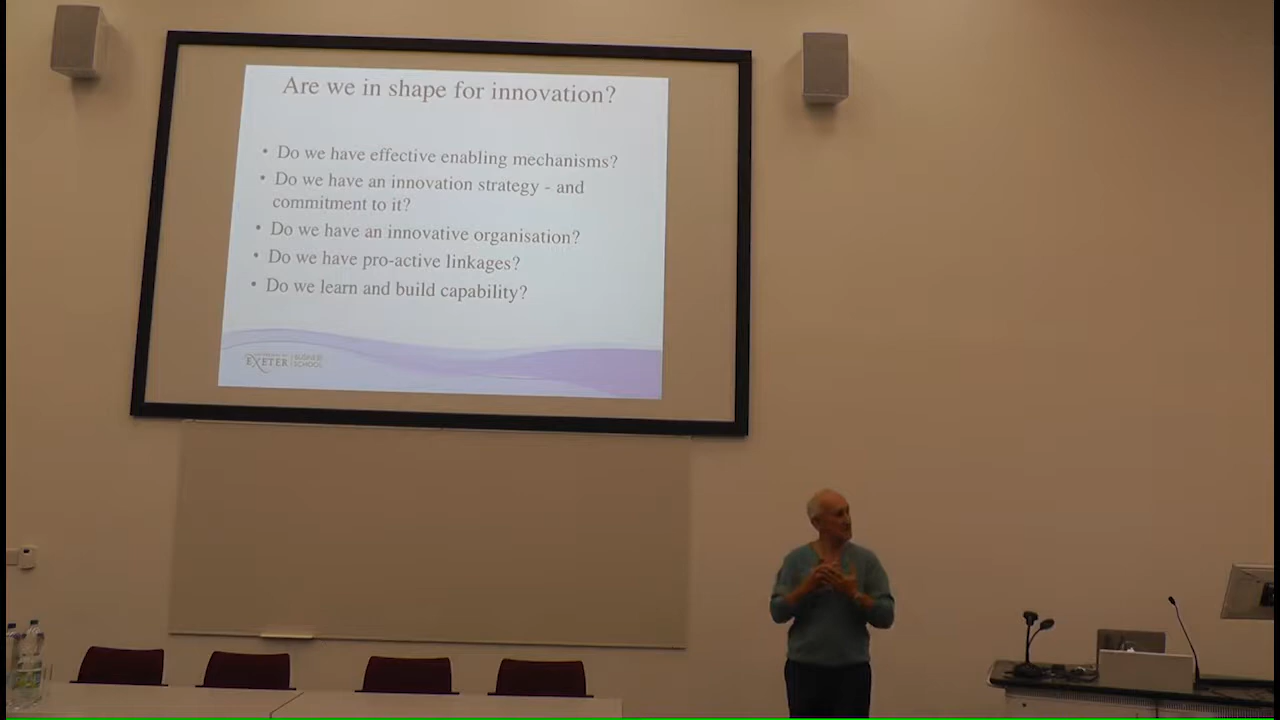 Are we in shape for innovation?
• Do we have effective enabling mechanisms?
• Do we have an innovation strategy - and
commitment to it?
• Do we have an innovative organisation?
• Do we have pro-active linkages?
• Do we learn and build capability?
EXETER
SCHOOL